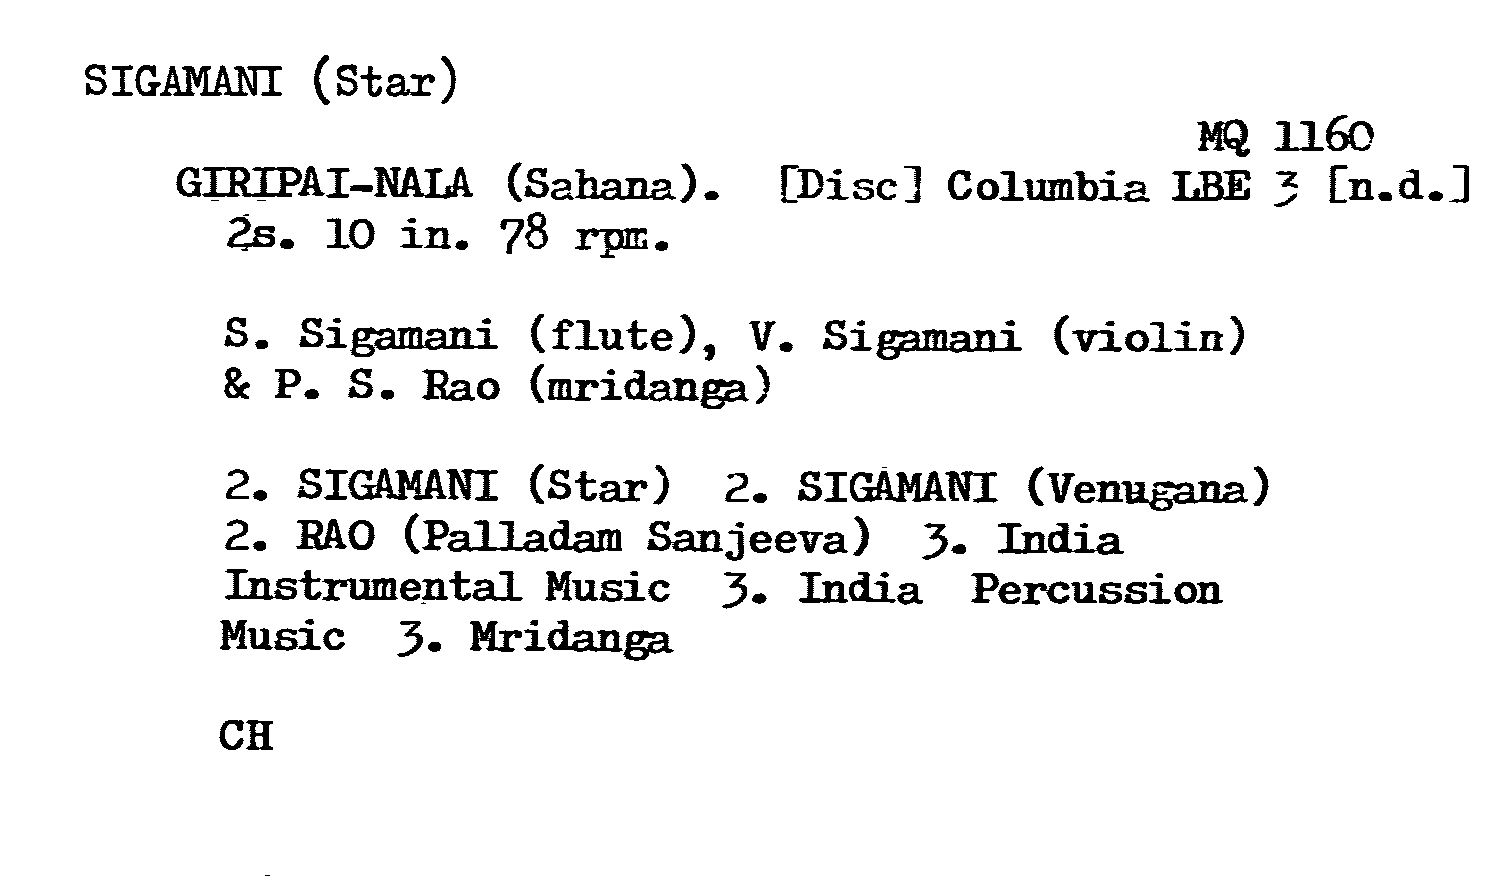 SIGAMANI (Star)
MQ 1160
GIRIPAI-NALA (Sahana). [Disc] Columbia LBE 3 [n.d.]
2s. 10 in. 78 rpm.
S. Sigamani (flute), V. Sigamani (violin)
& P. S. Rao (mridanga)
2. SIGAMANI (Star) 2. SIGAMANI (Venugana)
2. RAO (Palladam Sanjeeva) 3. India
Instrumental Music 3. India Percussion
Music 3. Mridanga
CH